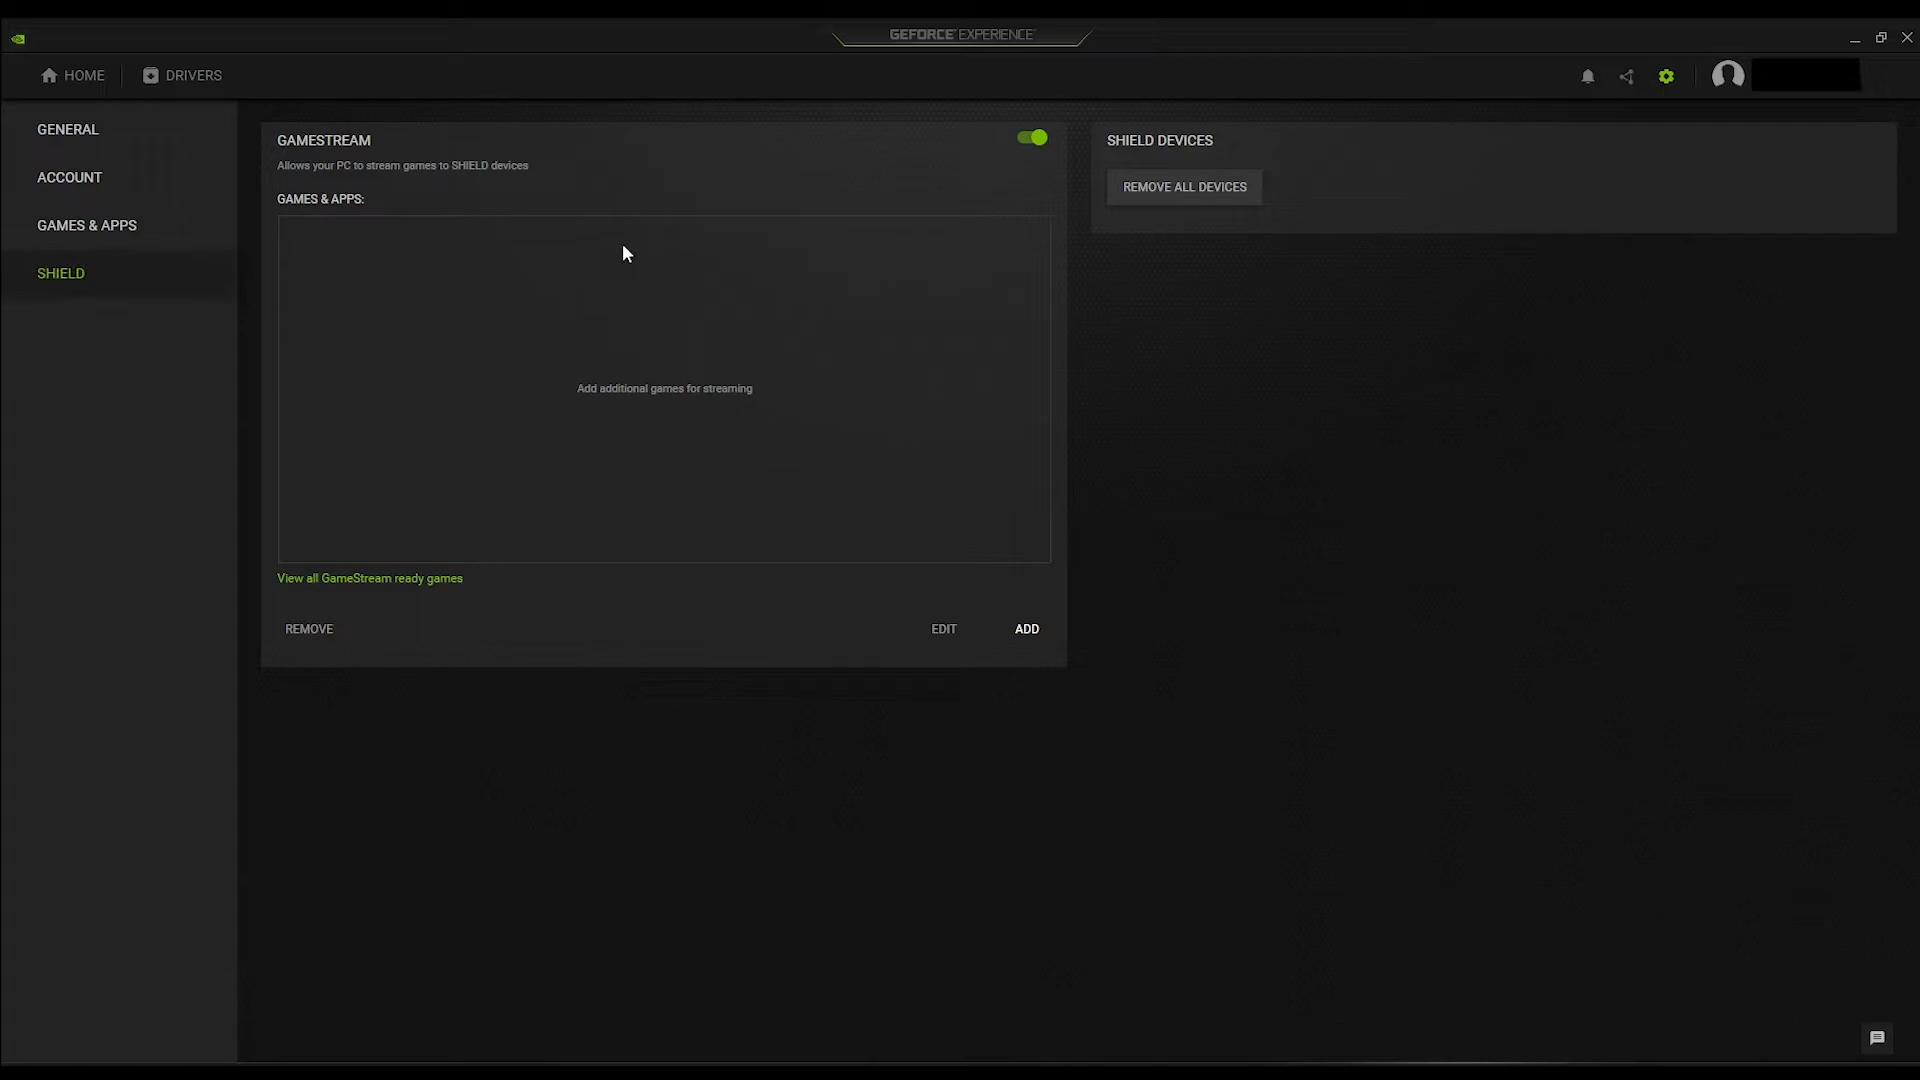 GEFORCE EXPERIENCE
HOME
DRIVERS
GENERAL
ACCOUNT
GAMES & APPS
SHIELD
GAMESTREAM
Allows your PC to stream games to SHIELD devices
GAMES & APPS:
Add additional games for streaming
View all GameStream ready games
REMOVE
EDIT
ADD
SHIELD DEVICES
REMOVE ALL DEVICES